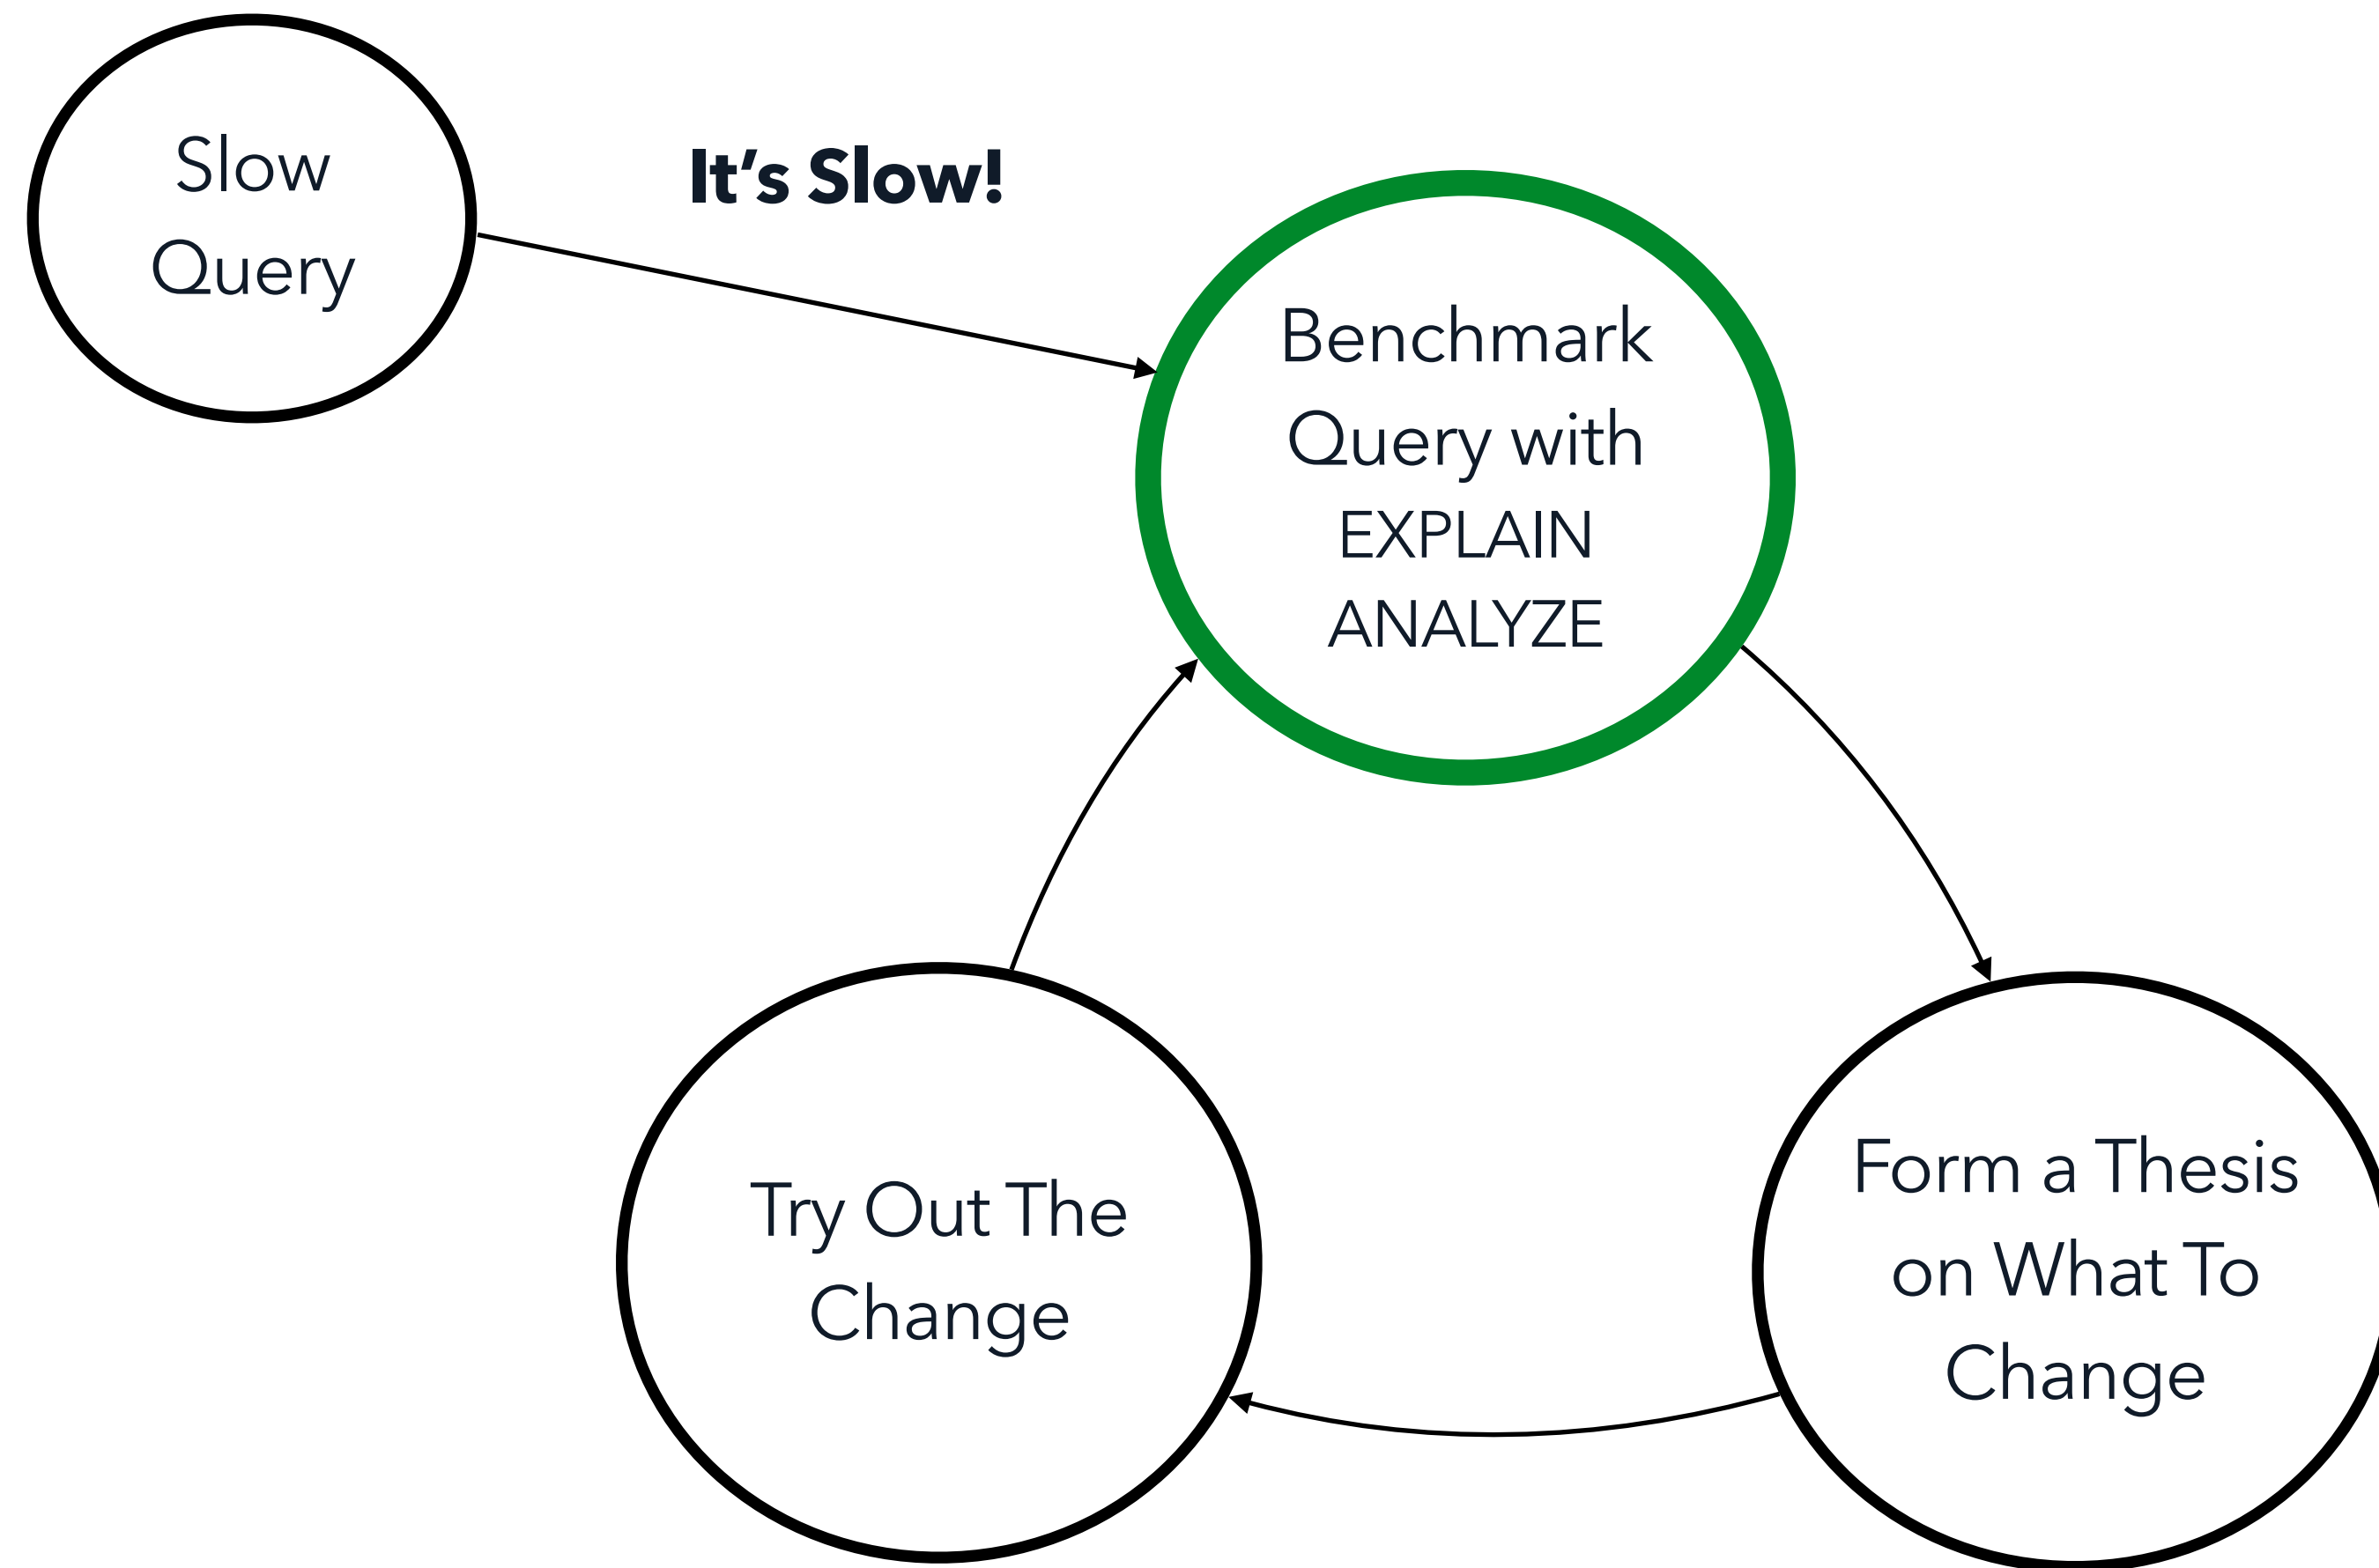 Slow
Query
It's Slow!
Benchmark
Query with
EXPLAIN
ANALYZE
Try Out The
Change
Form a Thesis
on What To
Change